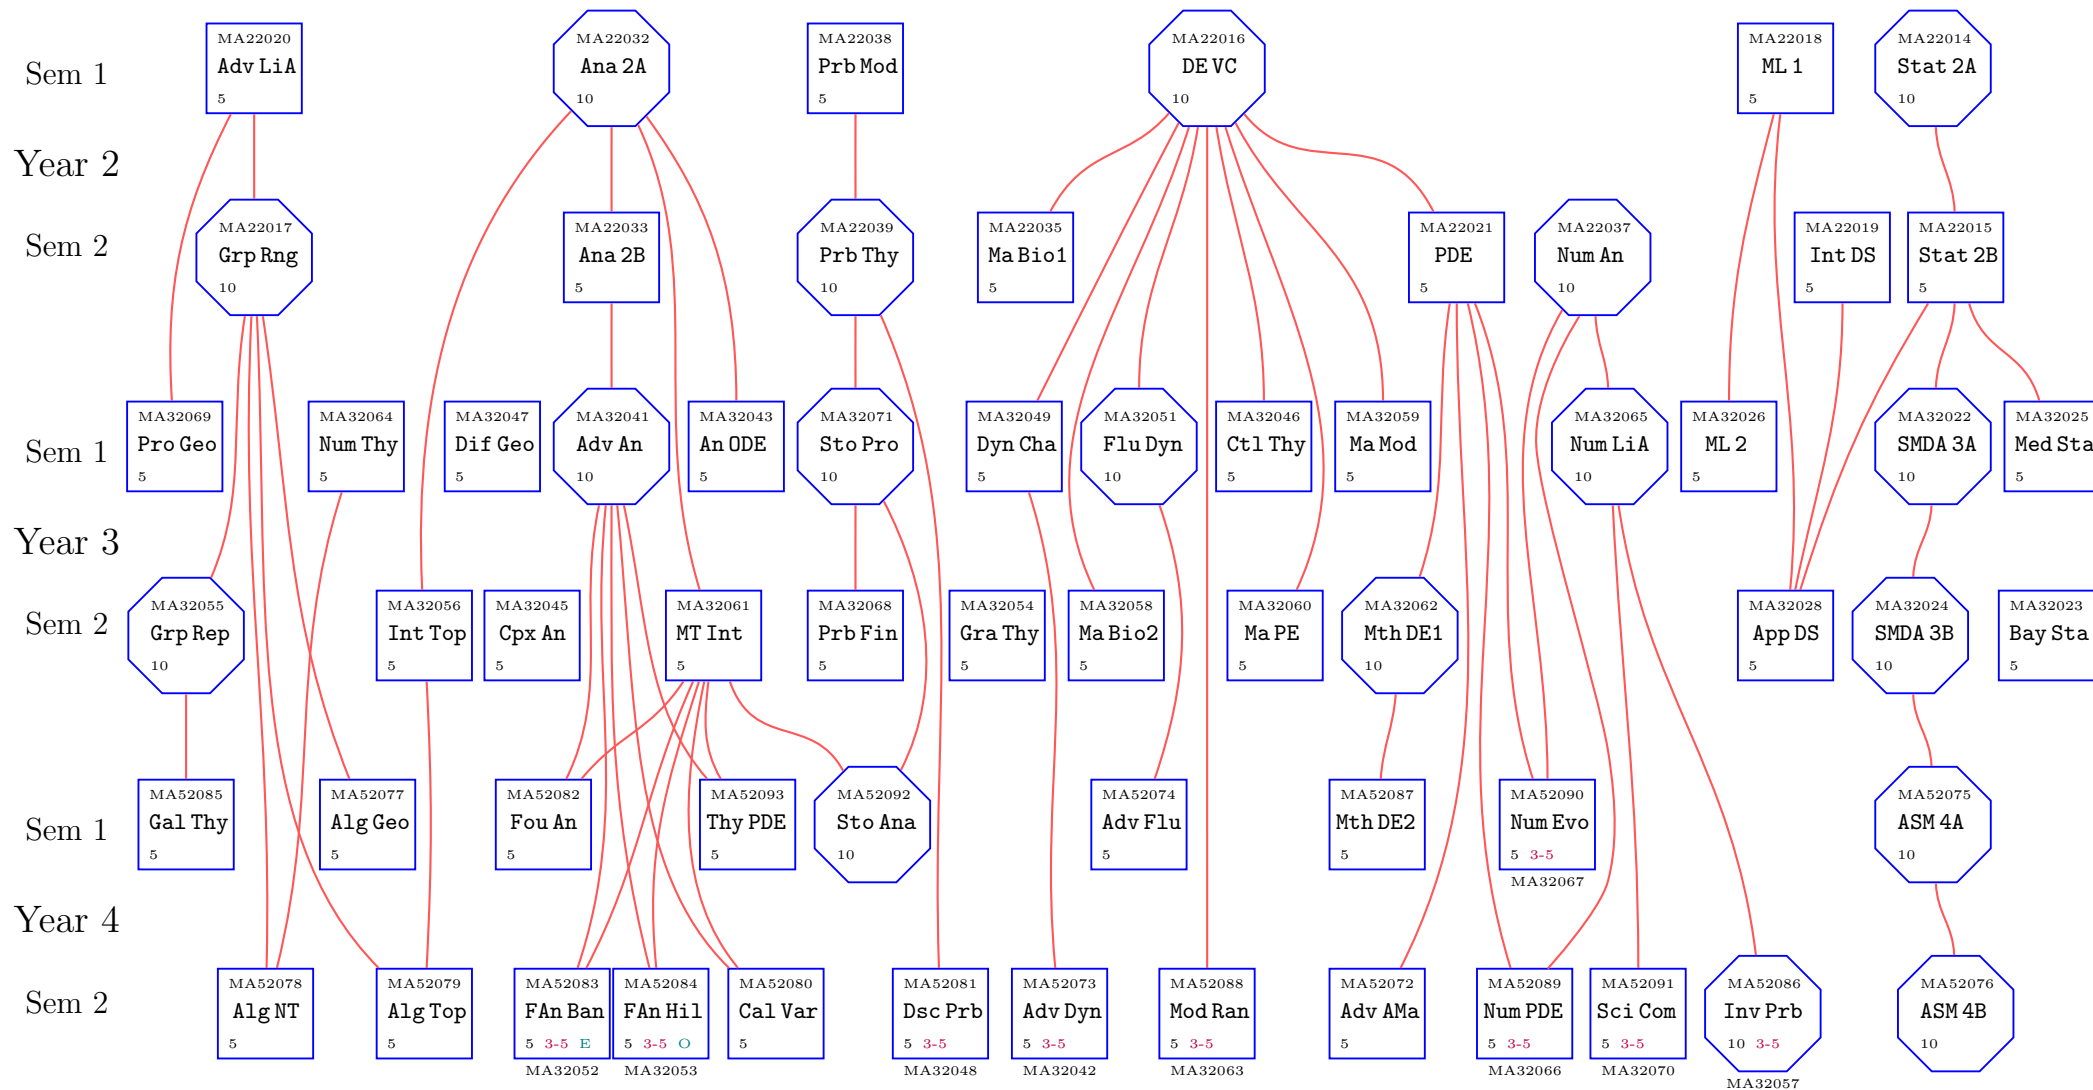 Sem 1
MA22020
Adv LiA
5
MA22032
Ana 2A
10
MA22038
Prb Mod
5
MA22016
DE VC
10
MA22018
ML 1
5
MA22014
Stat 2A
10
Year 2
Sem 2
MA22017
Grp Rng
10
MA22033
Ana 2B
5
MA22039
Prb Thy
10
MA22035
Ma Bio1
5
MA22021
PDE
5
MA22037
Num An
10
MA22019
Int DS
5
MA22015
Stat 2B
5
Sem 1
MA32069
Pro Geo
5
MA32064
Num Thy
5
MA32047
Dif Geo
5
MA32041
Adv An
10
MA32043
An ODE
5
MA32071
Sto Pro
10
MA32049
Dyn Cha
5
MA32051
Flu Dyn
10
MA32046
Ctl Thy
5
MA32059
Ma Mod
5
MA32065
Num LiA
10
MA32026
ML 2
5
MA32022
SMDA 3A
10
MA32025
Med Sta
5
Year 3
Sem 2
MA32055
Grp Rep
10
MA32056
Int Top
5
MA32045
Cpx An
5
MA32061
MT Int
5
MA32068
Prb Fin
5
MA32054
Gra Thy
5
MA32058
Ma Bio2
5
MA32060
Ma PE
5
MA32062
Mth DE1
10
MA32028
App DS
5
MA32024
SMDA 3B
10
MA32023
Bay Sta
5
Sem 1
MA52085
Gal Thy
5
MA52077
Alg Geo
5
MA52082
Fou An
5
MA52093
Thy PDE
5
MA52092
Sto Ana
10
MA52074
Adv Flu
5
MA52087
Mth DE2
5
MA52090
Num Evo
5 3-5
MA32067
MA52075
ASM 4A
10
Year 4
Sem 2
MA52078
Alg NT
5
MA52079
Alg Top
5
MA52083
FAn Ban
5 3-5 E
MA32052
MA52084
FAn Hil
5 3-5 O
MA32053
MA52080
Cal Var
5
MA52081
Dsc Prb
5 3-5
MA32048
MA52073
Adv Dyn
5 3-5
MA32042
MA52088
Mod Ran
5 3-5
MA32063
MA52072
Adv AMa
5
MA52089
Num PDE
5 3-5
MA32066
MA52091
Sci Com
5 3-5
MA32070
MA52086
Inv Prb
10 3-5
MA32057
MA52076
ASM 4B
10